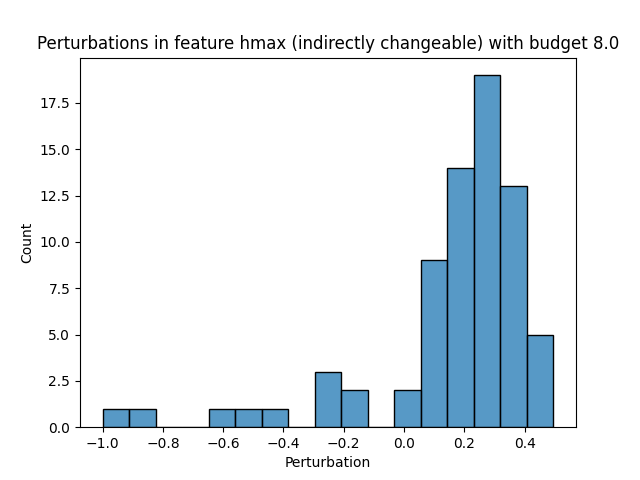 Perturbations in feature hmax (indirectly changeable) with budget 8.0
17.5
15.0
12.5
10.0
7.5
5.0
2.5
0.0
Count
−1.0 −0.8 −0.6 −0.4 −0.2 0.0 0.2 0.4
Perturbation